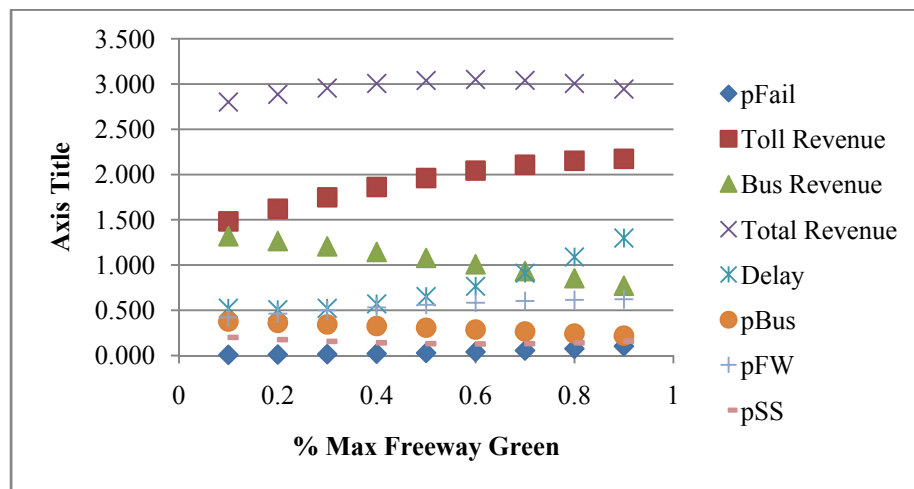 3.500
3.000
2.500
2.000
1.500
1.000
0.500
0.000
Axis Title
0 0.2 0.4 0.6 0.8 1
% Max Freeway Green
pFail
Toll Revenue
Bus Revenue
Total Revenue
Delay
pBus
pFW
pSS